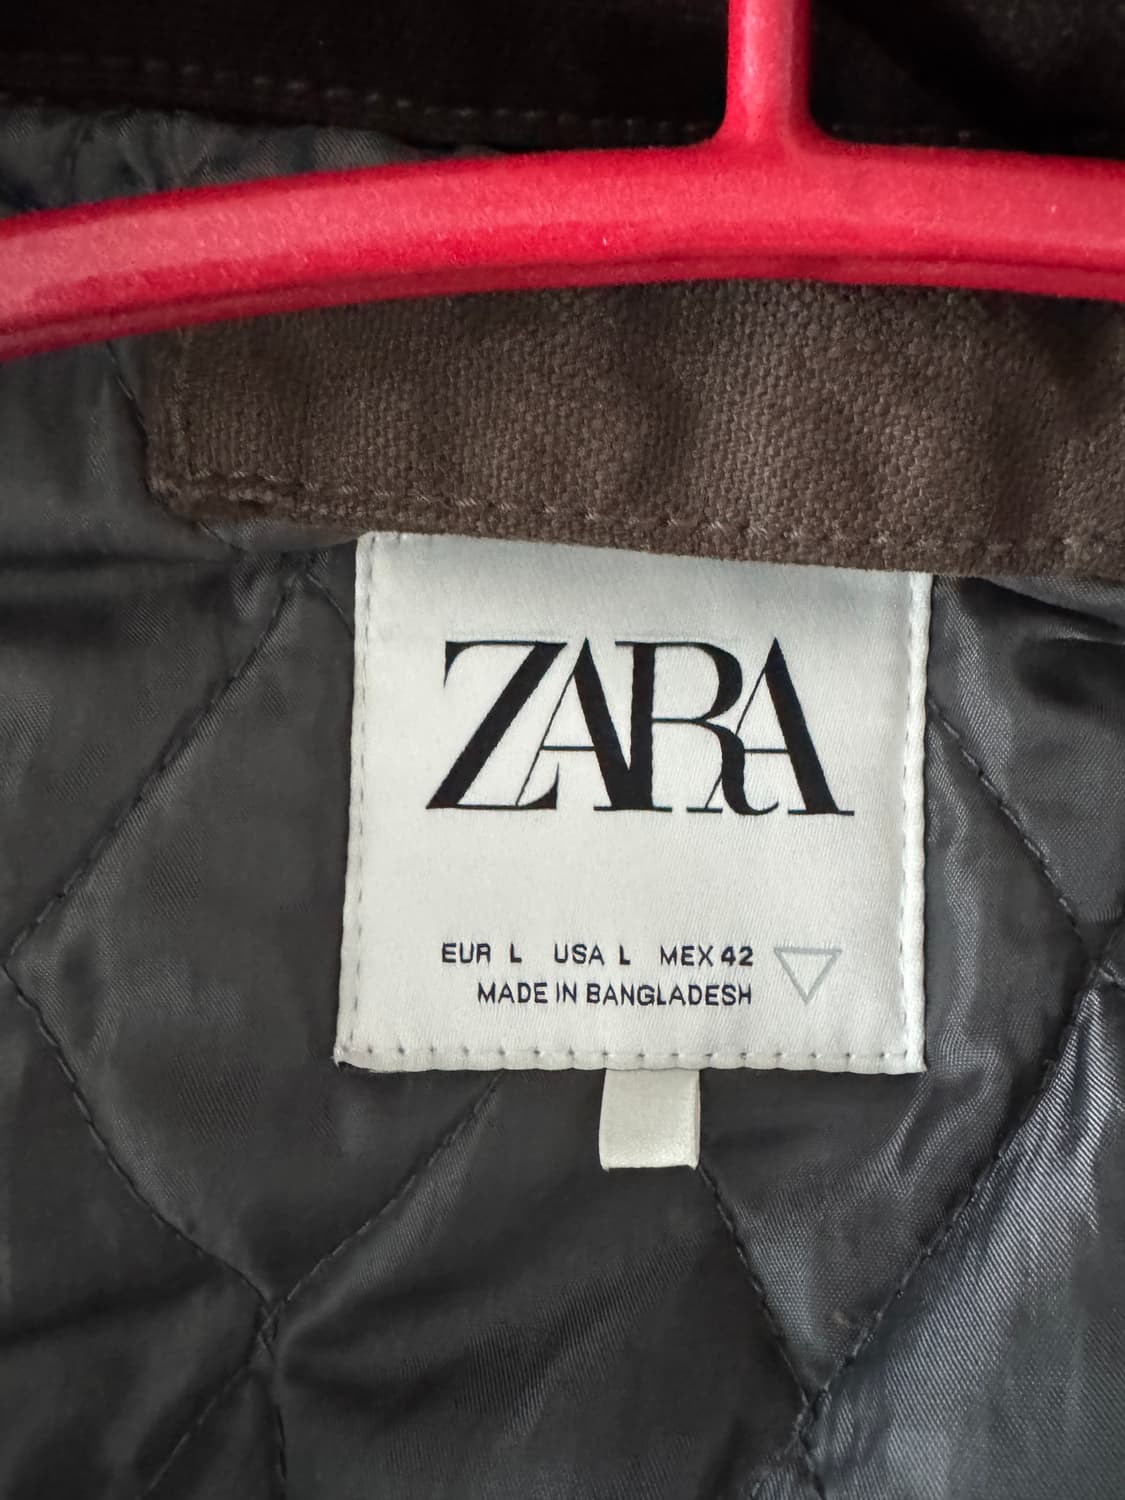 ZARA
EUR L USA L MEX 42
MADE IN BANGLADESH